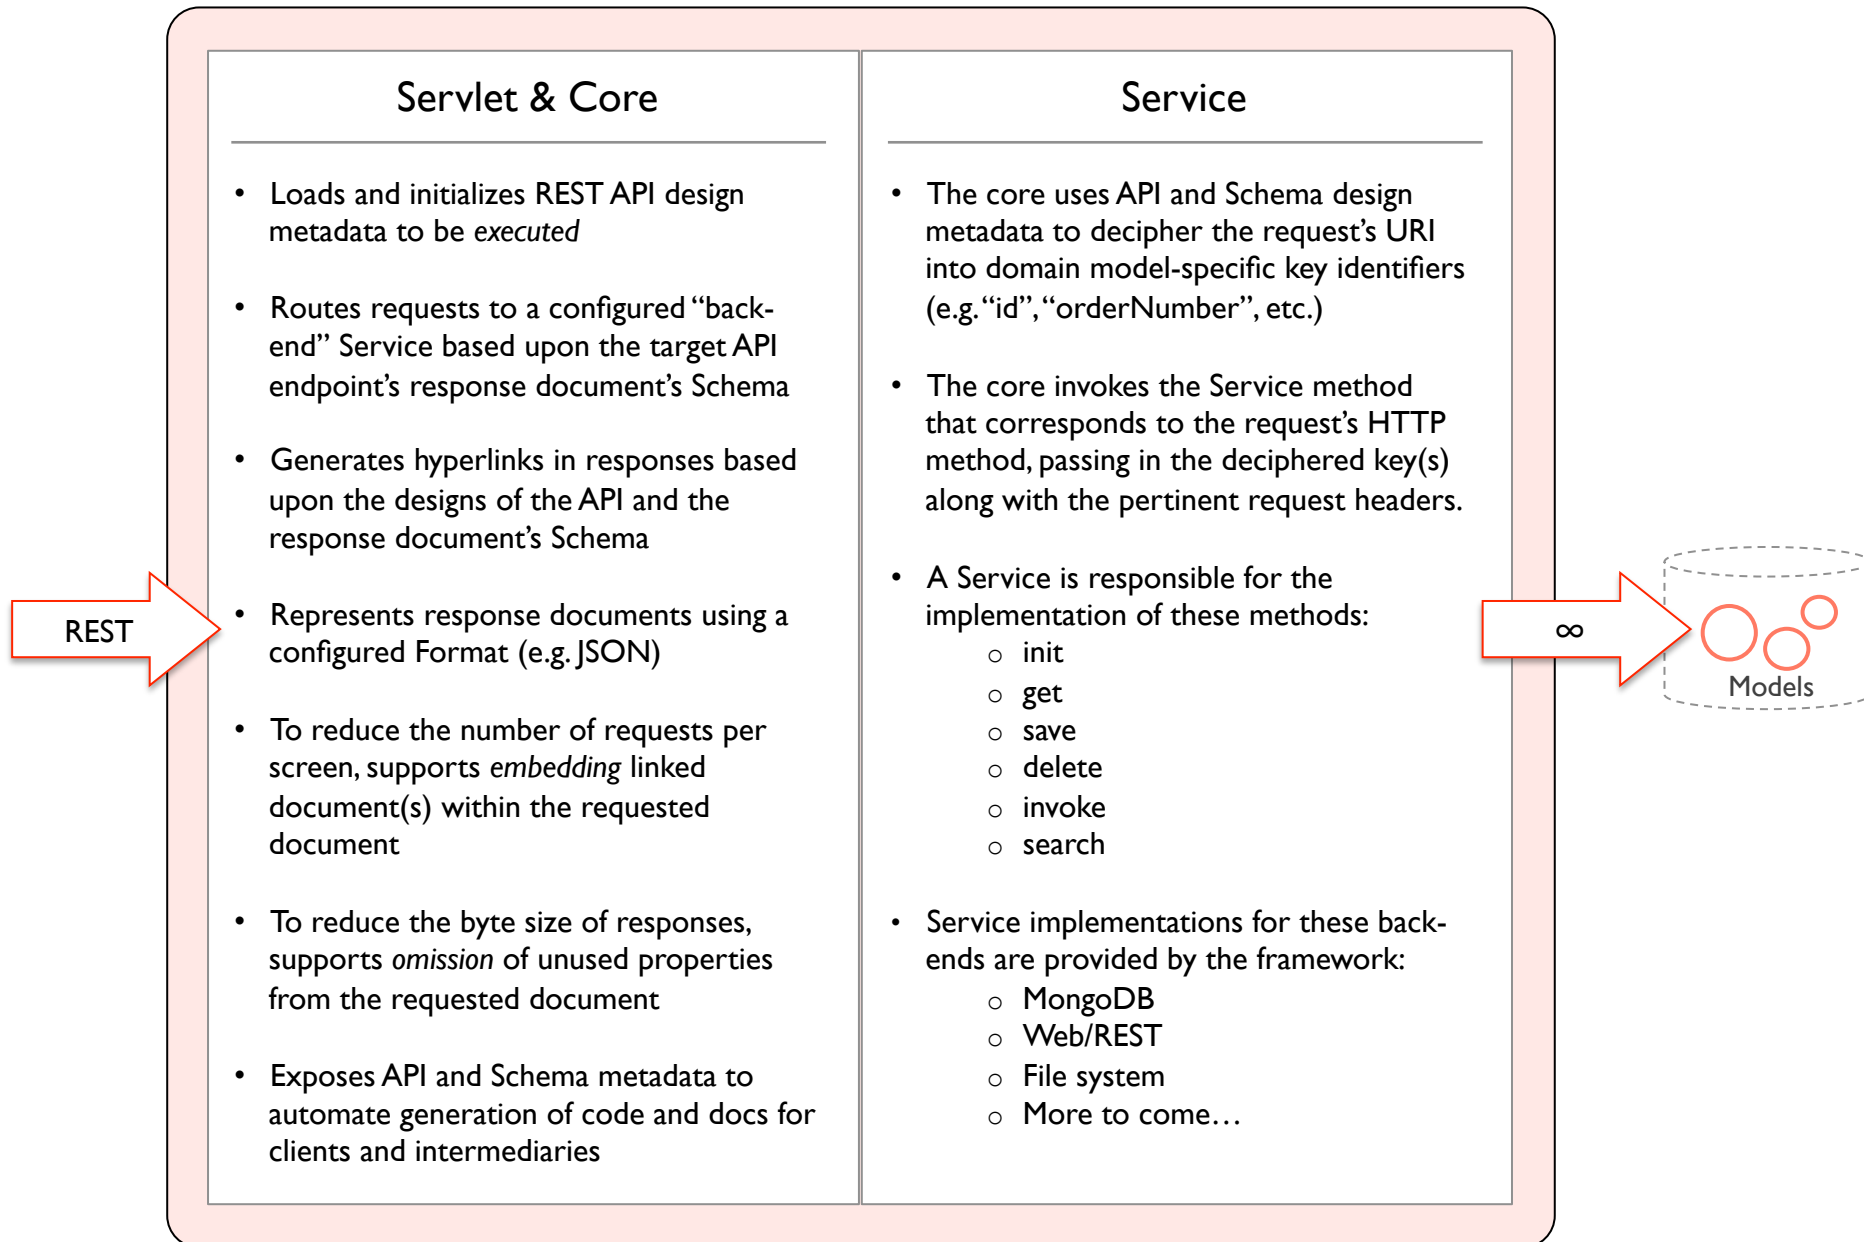 Servlet & Core
• Loads and initializes REST API design
metadata to be executed
• Routes requests to a configured “back-
end” Service based upon the target API
endpoint’s response document’s Schema
• Generates hyperlinks in responses based
upon the designs of the API and the
response document’s Schema
• Represents response documents using a
configured Format (e.g. JSON)
• To reduce the number of requests per
screen, supports embedding linked
document(s) within the requested
document
• To reduce the byte size of responses,
supports omission of unused properties
from the requested document
• Exposes API and Schema metadata to
automate generation of code and docs for
clients and intermediaries
Service
• The core uses API and Schema design
metadata to decipher the request’s URI
into domain model-specific key identifiers
(e.g. “id”, “orderNumber”, etc.)
• The core invokes the Service method
that corresponds to the request’s HTTP
method, passing in the deciphered key(s)
along with the pertinent request headers.
• A Service is responsible for the
implementation of these methods:
o init
o get
o save
o delete
o invoke
o search
• Service implementations for these back-
ends are provided by the framework:
o MongoDB
o Web/REST
o File system
o More to come…
REST
∞
Models